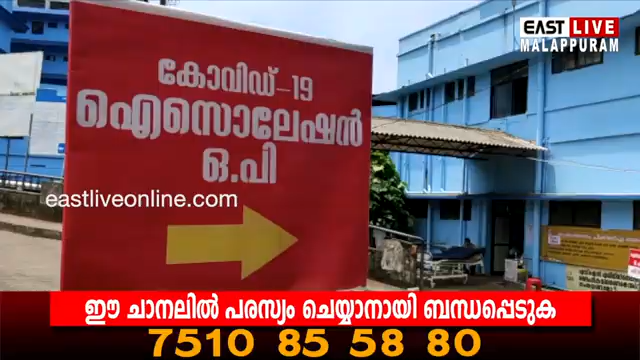 EAST LIVE
MALAPPURAM
കോവിഡ്-19
ഐസൊലേഷൻ
ഒ.പി
eastliveonline.com
ഈ ചാനലിൽ പരസ്യം ചെയ്യാനായി ബന്ധപ്പെടുക
7510 85 58 80